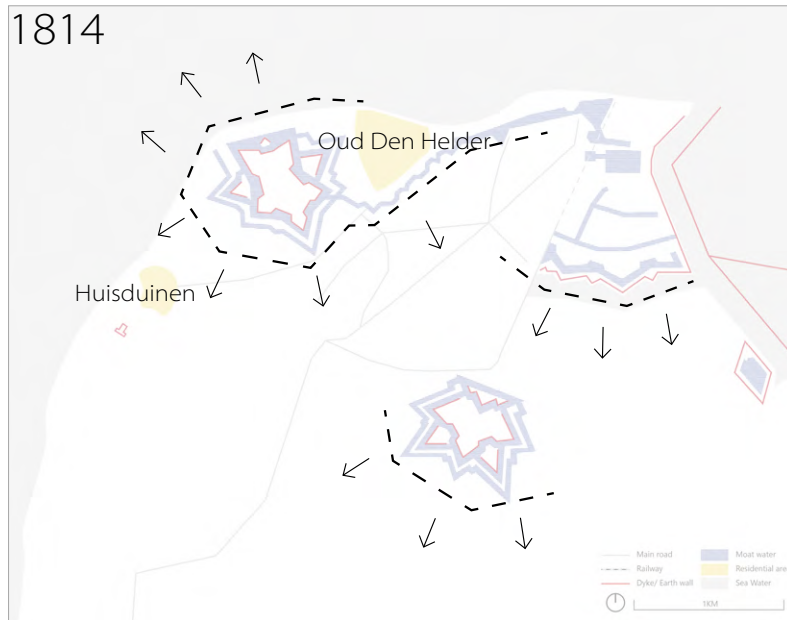 1814
Oud Den Helder
Huisduinen
Main road
Moat water
Railway
Residential are
Dyke/ Earth wall
Sea Water
1KM